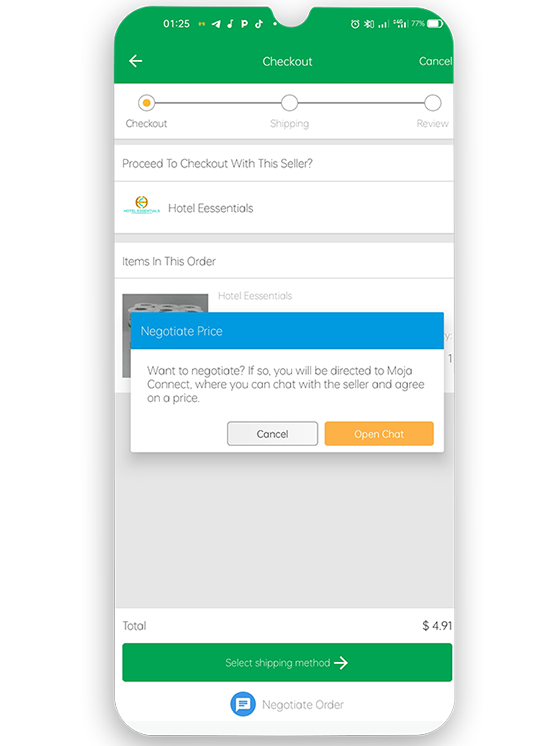 01:25
77%
Checkout
Cancel
Checkout
Shipping
Review
Proceed To Checkout With This Seller?
HOTEL ESSENTIALS
Hotel Eessentials
Items In This Order
Hotel Eessentials
Negotiate Price
y:
Want to negotiate? If so, you will be directed to Moja
Connect, where you can chat with the seller and agree
on a price.
1
Cancel
Open Chat
Total
$ 4.91
Select shipping method
Negotiate Order